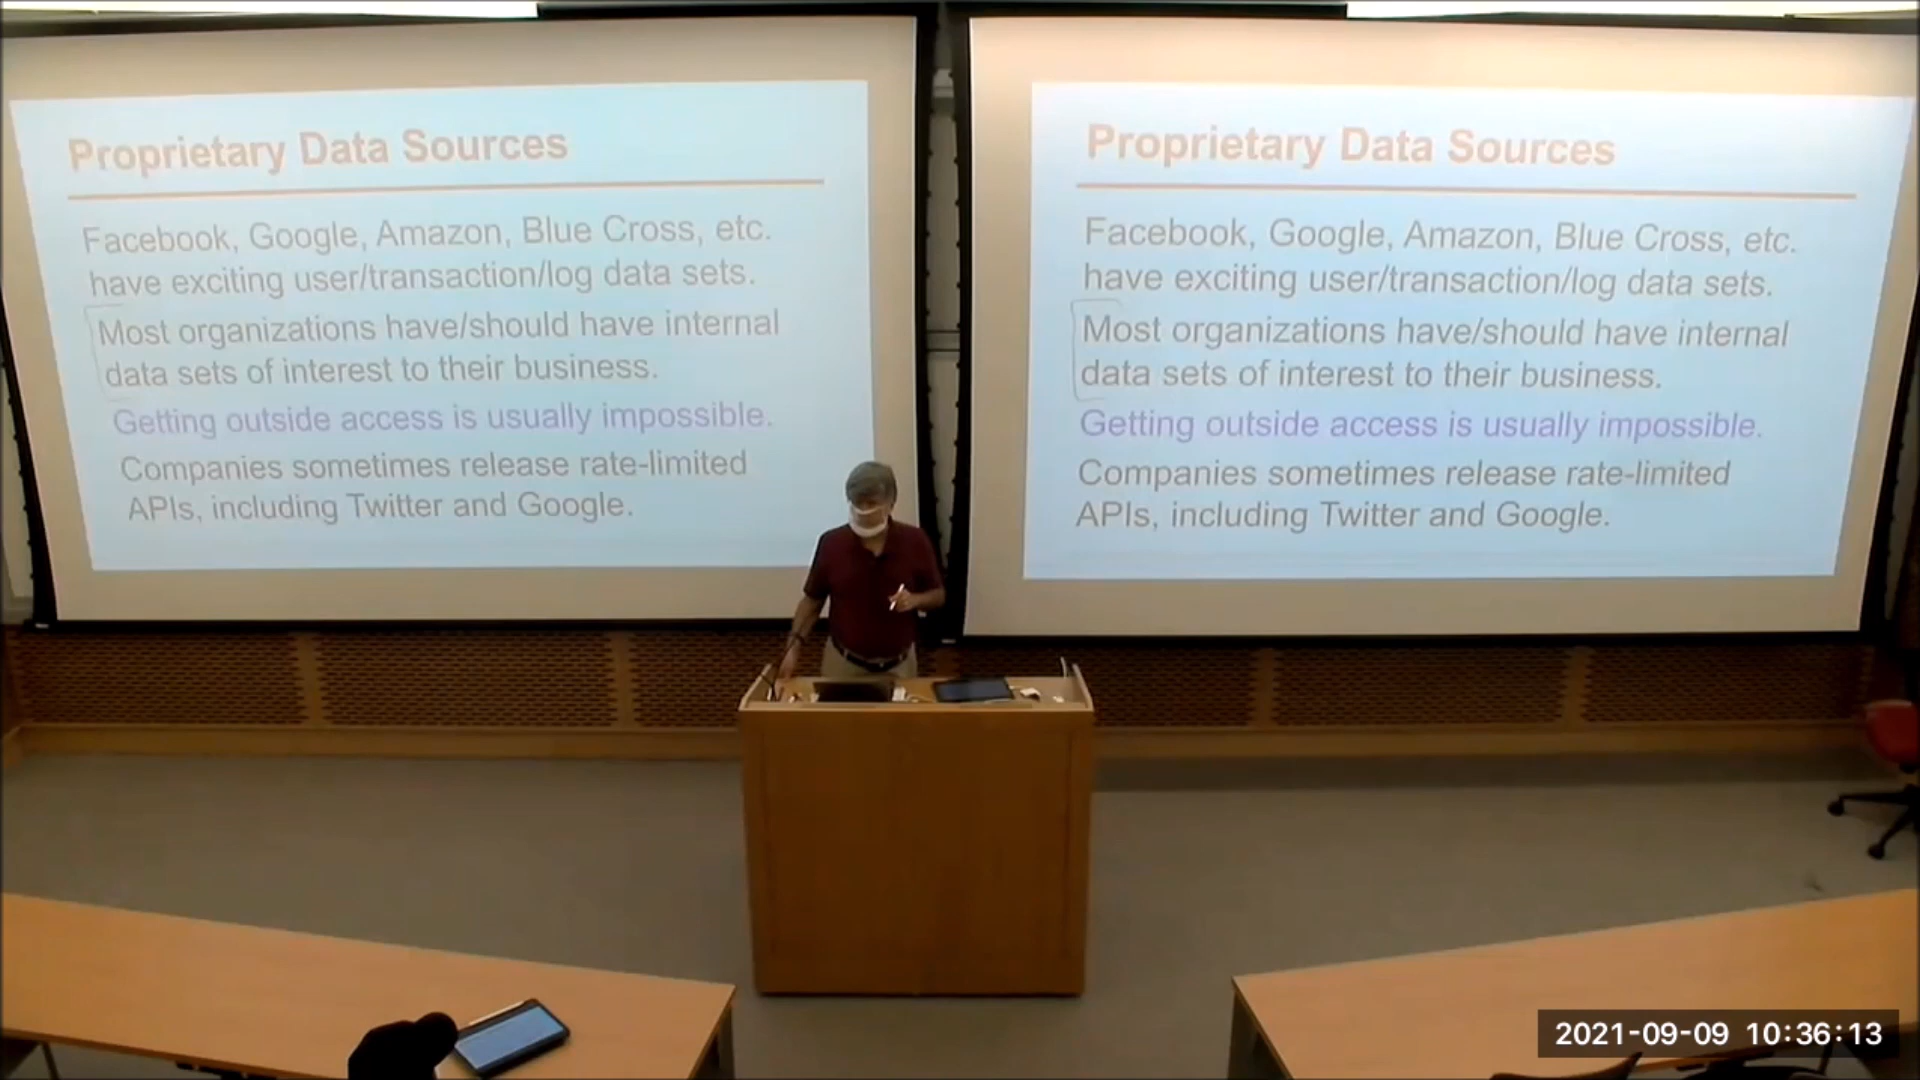 Proprietary Data Sources
Facebook, Google, Amazon, Blue Cross, etc.
have exciting user/transaction/log data sets.
Most organizations have/should have internal
data sets of interest to their business.
Getting outside access is usually impossible.
Companies sometimes release rate-limited
APIs, including Twitter and Google.
Proprietary Data Sources
Facebook, Google, Amazon, Blue Cross, etc.
have exciting user/transaction/log data sets.
Most organizations have/should have internal
data sets of interest to their business.
Getting outside access is usually impossible.
Companies sometimes release rate-limited
APIs, including Twitter and Google.
2021-09-09 10:36:13